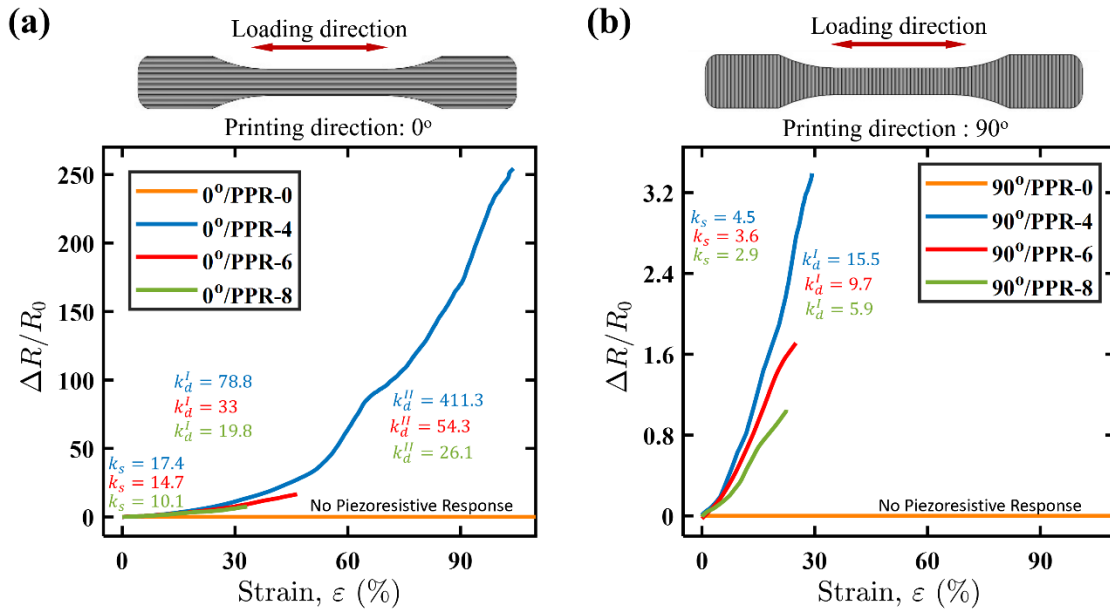 (a)
Loading direction
Printing direction: 0°
0°/PPR-0
0°/PPR-4
0°/PPR-6
0°/PPR-8
k_d^I = 78.8
k_d^I = 33
k_d^I = 19.8
k_d^II = 411.3
k_d^II = 54.3
k_d^II = 26.1
k_s = 17.4
k_s = 14.7
k_s = 10.1
No Piezoresistive Response
250
200
150
100
50
0
ΔR/R_0
0 30 60 90
Strain, ε (%)
(b)
Loading direction
Printing direction : 90°
90°/PPR-0
90°/PPR-4
90°/PPR-6
90°/PPR-8
k_s = 4.5
k_s = 3.6
k_s = 2.9
k_d^I = 15.5
k_d^I = 9.7
k_d^I = 5.9
No Piezoresistive Response
3.2
2.4
1.6
0.8
0
ΔR/R_0
0 30 60 90
Strain, ε (%)